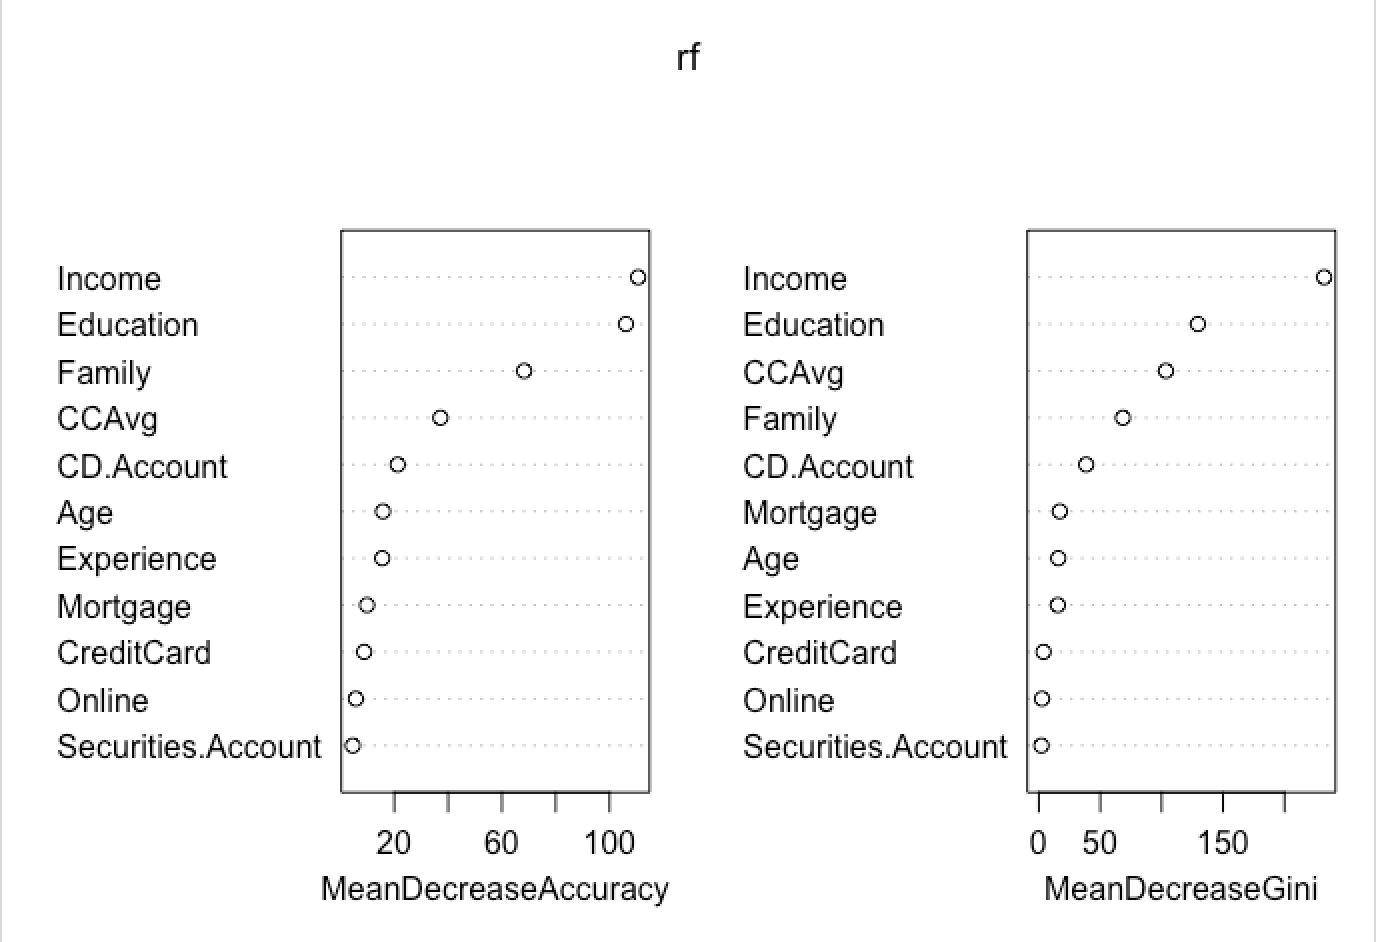 rf
Income
Education
Family
CCAvg
CD.Account
Age
Experience
Mortgage
CreditCard
Online
Securities.Account
20 60 100
MeanDecreaseAccuracy
Income
Education
CCAvg
Family
CD.Account
Mortgage
Age
Experience
CreditCard
Online
Securities.Account
0 50 150
MeanDecreaseGini